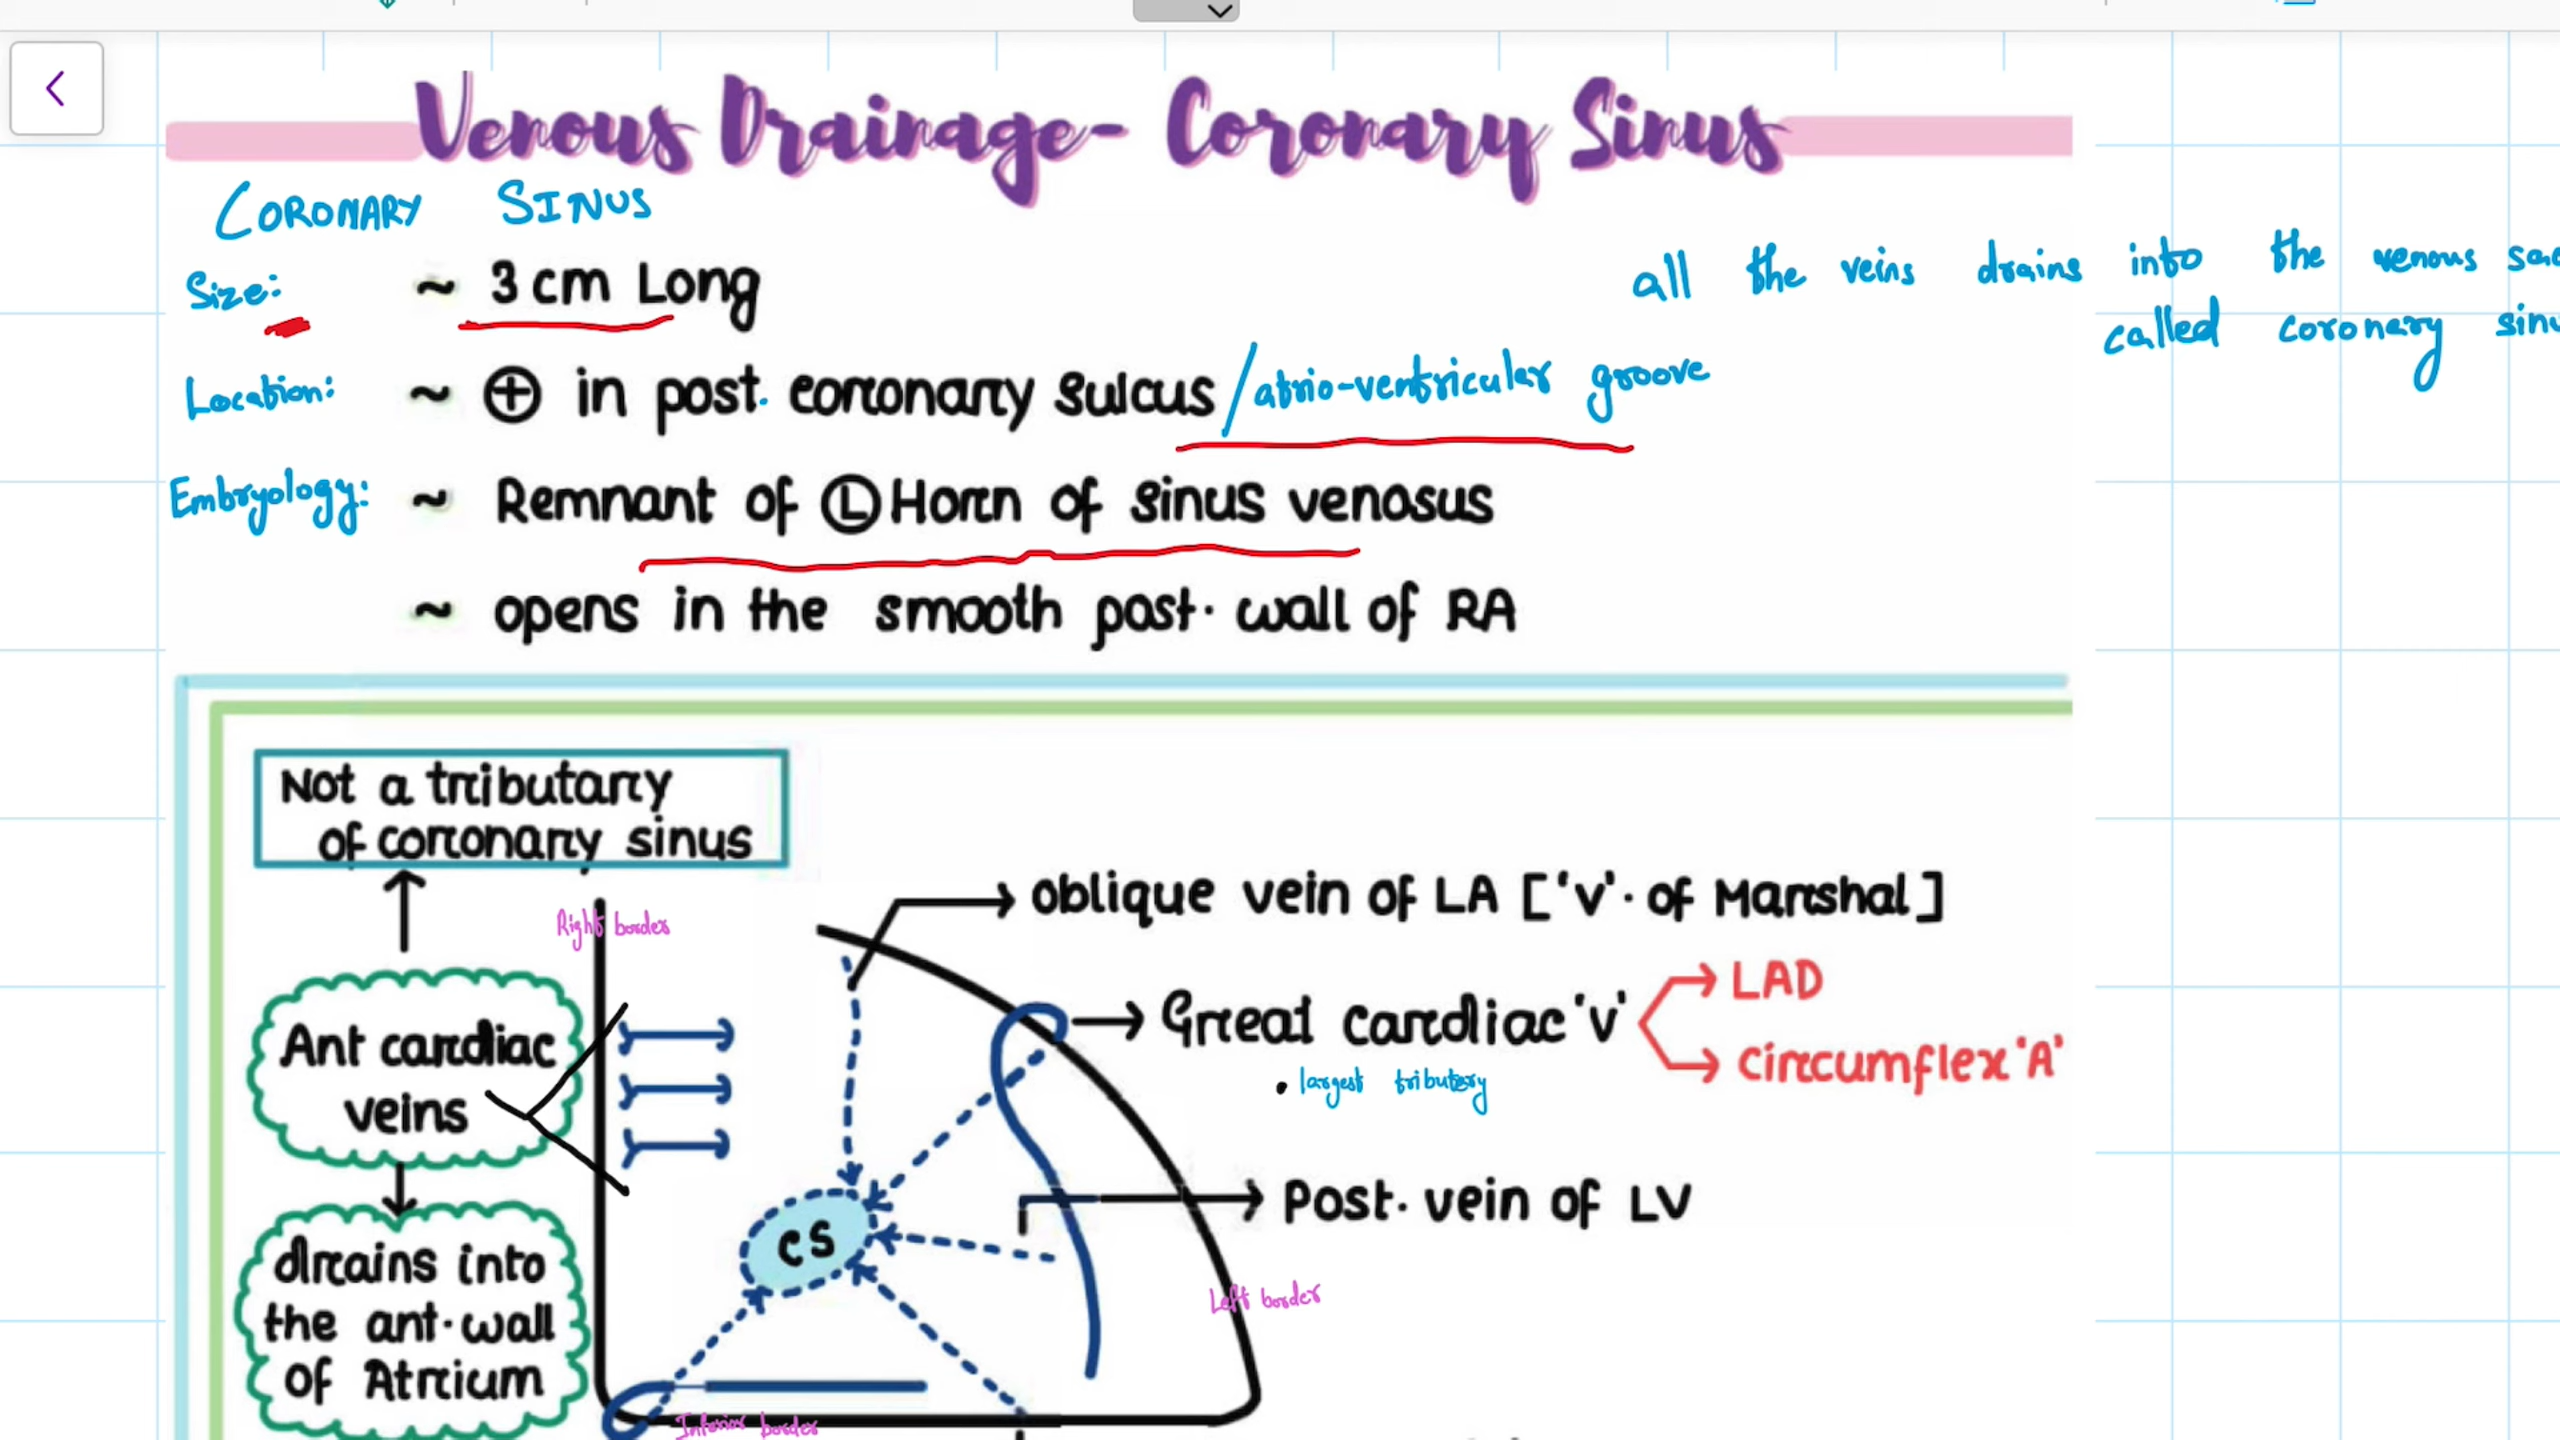 Venous Drainage- Coronary Sinus
CORONARY SINUS
Size: ~ 3 cm Long
all the veins drains into the venous
called coronary
Location: ~ ⊕ in post. coronary sulcus / atrio-ventricular groove
Embryology: ~ Remnant of Ⓛ Horn of sinus venosus
~ opens in the smooth post. wall of RA
Not a tributary
of coronary sinus
oblique vein of LA ['v'. of Marshal]
Right border
LAD
Great cardiac 'v'
Ant cardiac
veins
circumflex 'A'
• largest tributary
Post. vein of LV
CS
drains into
the ant. wall
of Atrium
Left border
Inferior border